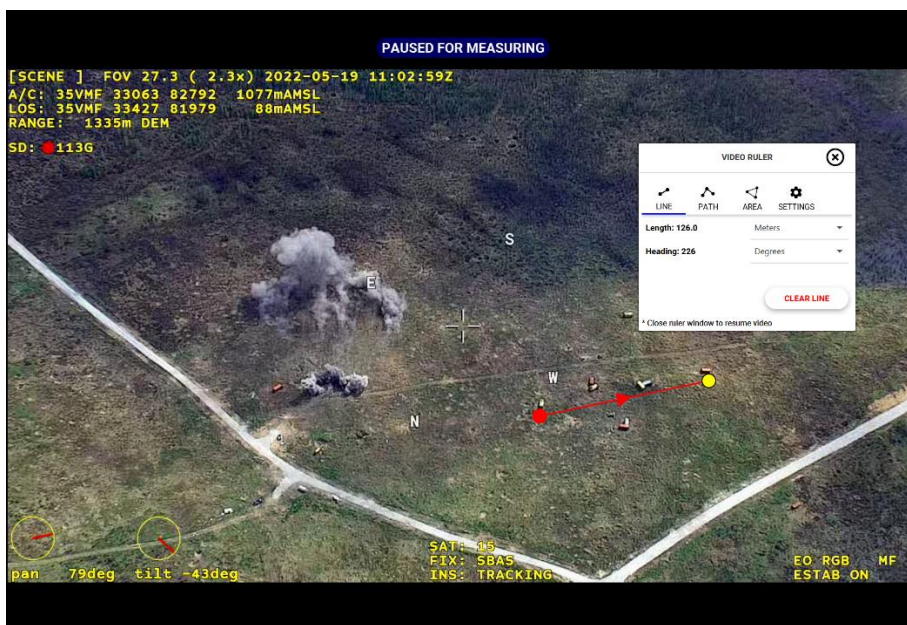 PAUSED FOR MEASURING
[SCENE ] FOV 27.3 ( 2.3x) 2022-05-19 11:02:59Z
A/C: 35VMF 33063 82792 1077mAMSL
LOS: 35VMF 33427 81979 88mAMSL
RANGE: 1335m DEM
SD: 113G
VIDEO RULER
LINE PATH AREA SETTINGS
Length: 126.0 Meters
Heading: 226 Degrees
CLEAR LINE
* Close ruler window to resume video
S
E
W
N
SAT: 15
FIX: SBAS
INS: TRACKING
pan 79deg tilt -43deg
EO RGB MF
ESTAB ON